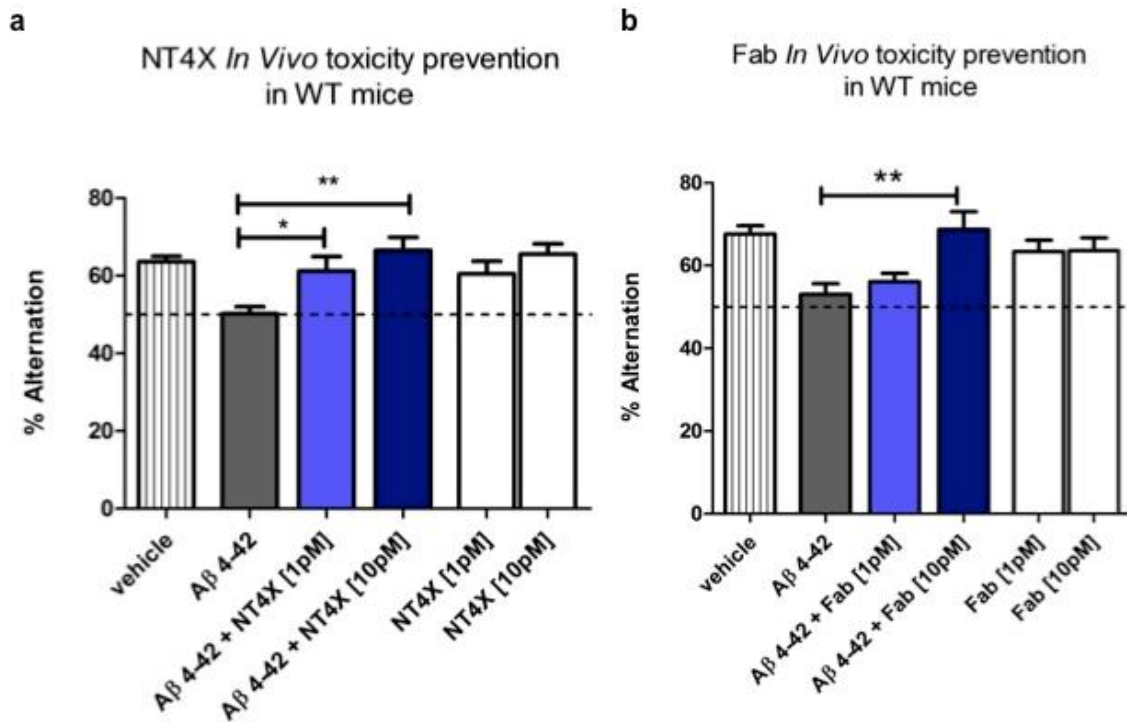 a
NT4X In Vivo toxicity prevention
in WT mice
**
*
80
60
40
20
0
% Alternation
vehicle
Aβ 4-42
Aβ 4-42 + NT4X [1pM]
Aβ 4-42 + NT4X [10pM]
NT4X [1pM]
NT4X [10pM]
b
Fab In Vivo toxicity prevention
in WT mice
**
80
60
40
20
0
% Alternation
vehicle
Aβ 4-42
Aβ 4-42 + Fab [1pM]
Aβ 4-42 + Fab [10pM]
Fab [1pM]
Fab [10pM]